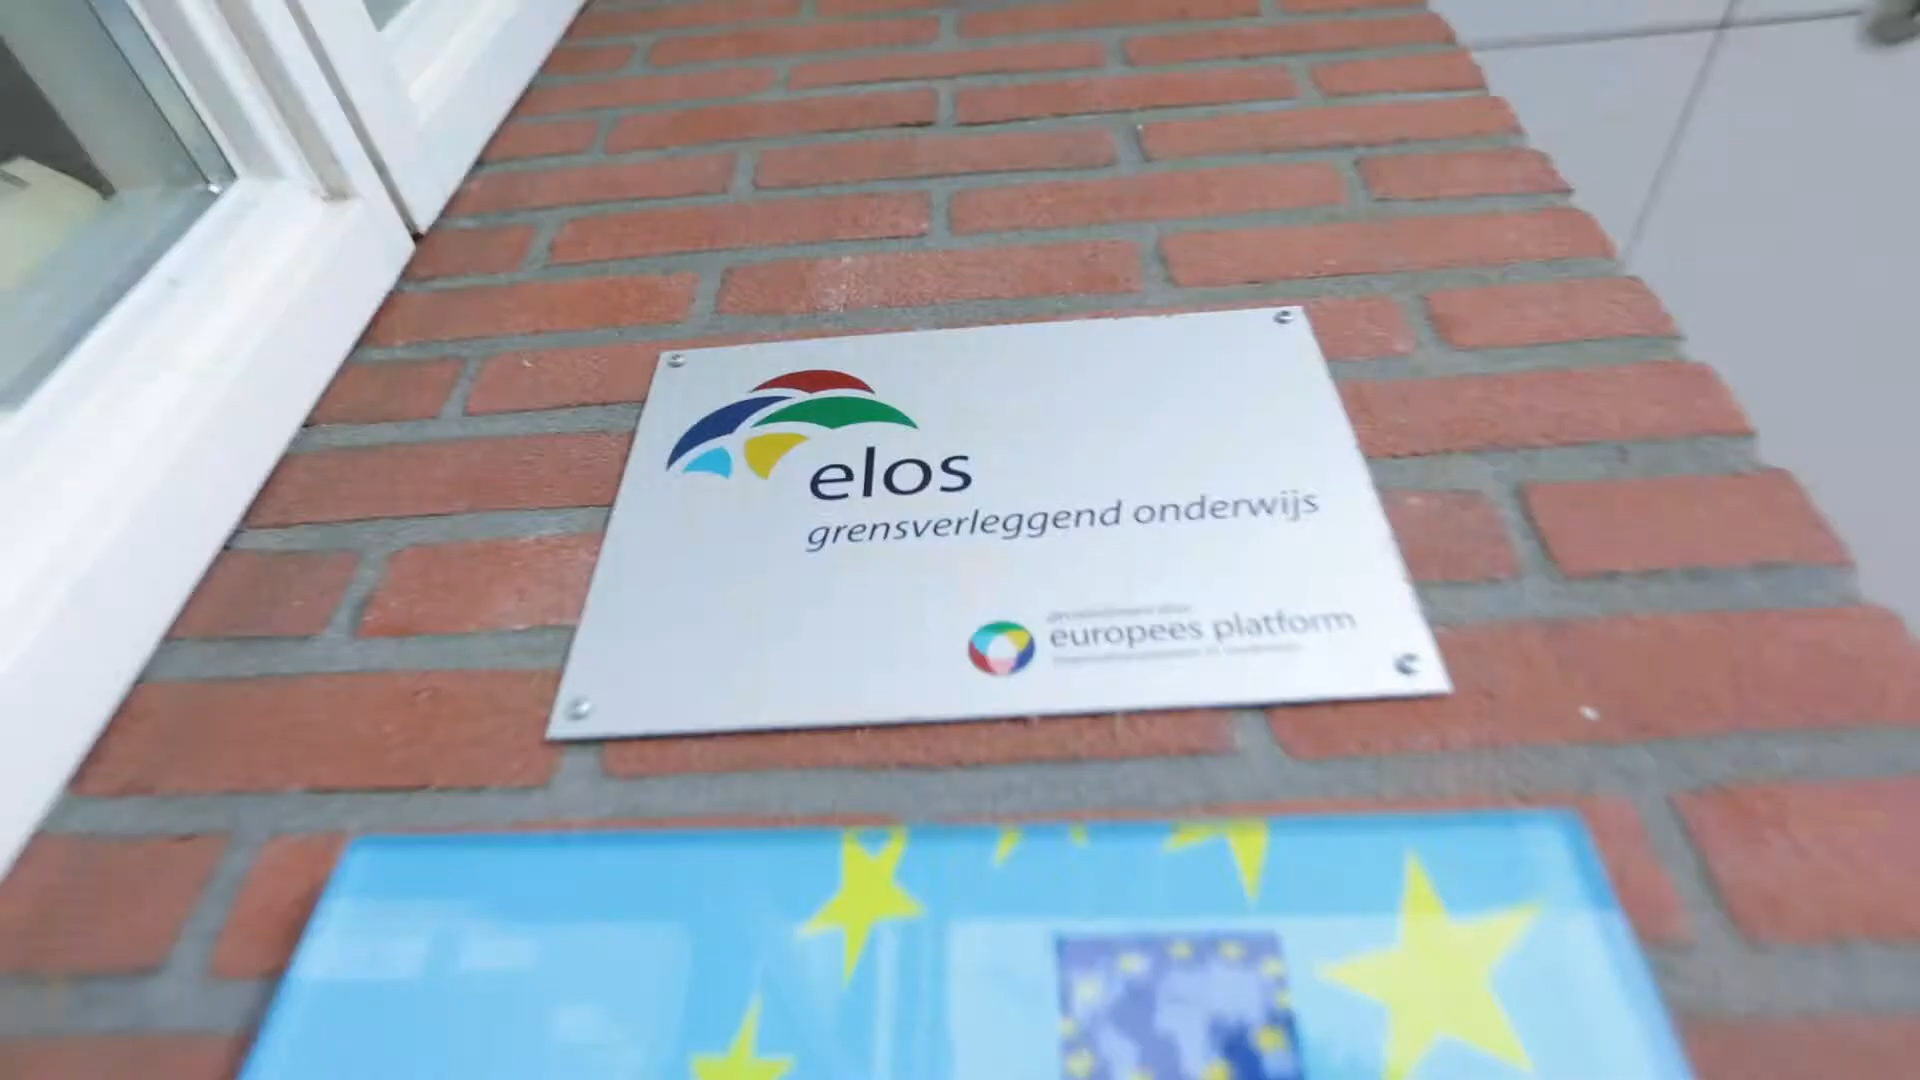 elos
grensverleggend onderwijs
europees platform